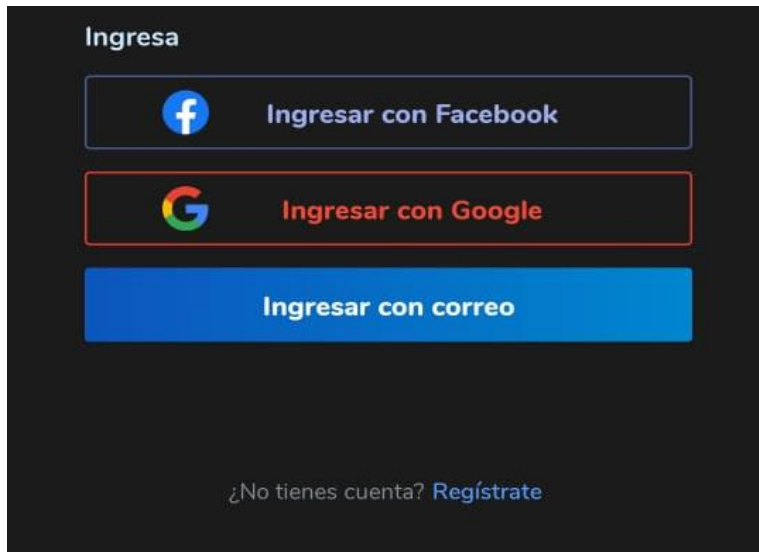 Ingresa
Ingresar con Facebook
Ingresar con Google
Ingresar con correo
¿No tienes cuenta? Regístrate